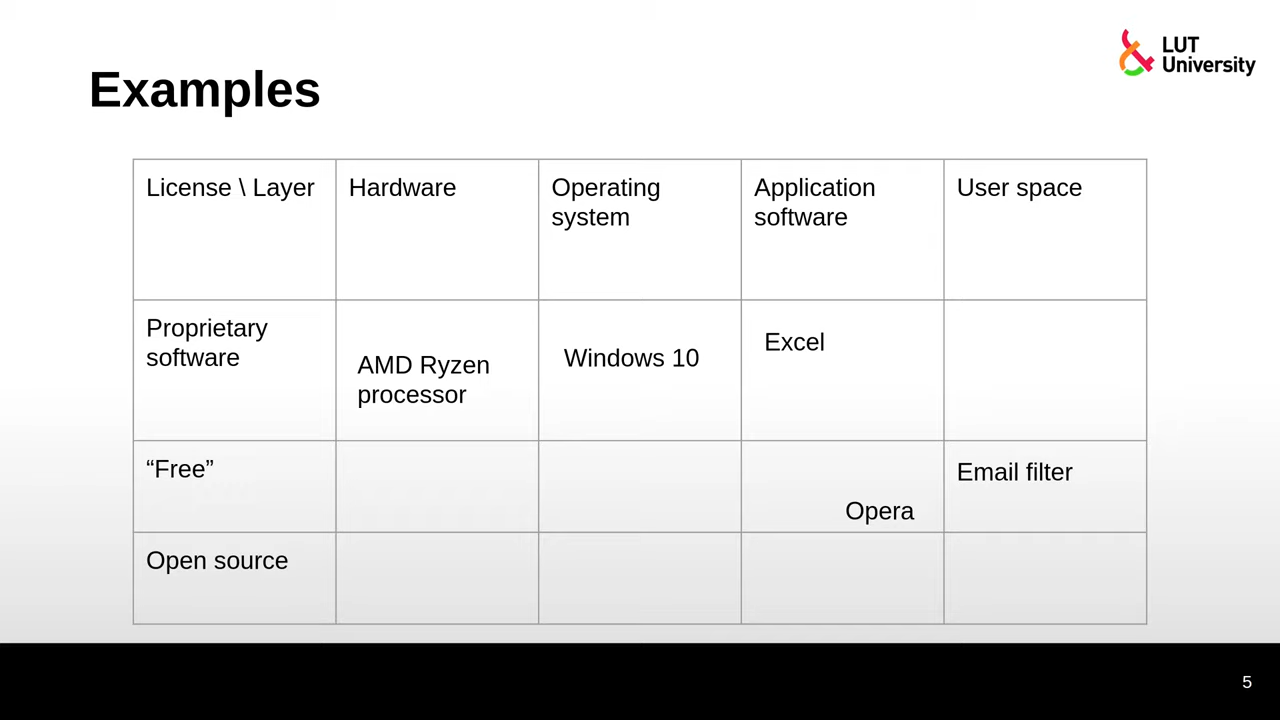 LUT
University
Examples
License \ Layer
Hardware
Operating
system
Application
software
User space
Proprietary
software
AMD Ryzen
processor
Windows 10
Excel
“Free”
Opera
Email filter
Open source
5